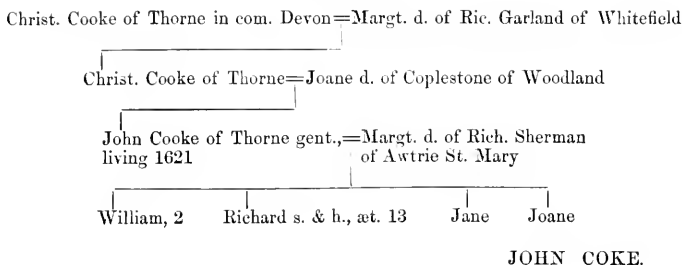 Christ. Cooke of Thorne in com. Devon=Margt. d. of Ric. Garland of Whitefield
Christ. Cooke of Thorne=Joane d. of Coplestone of Woodland
John Cooke of Thorne gent.,=Margt. d. of Rich. Sherman
living 1621 of Awtrie St. Mary
William, 2 Richard s. & h., æt. 13 Jane Joane
JOHN COKE.